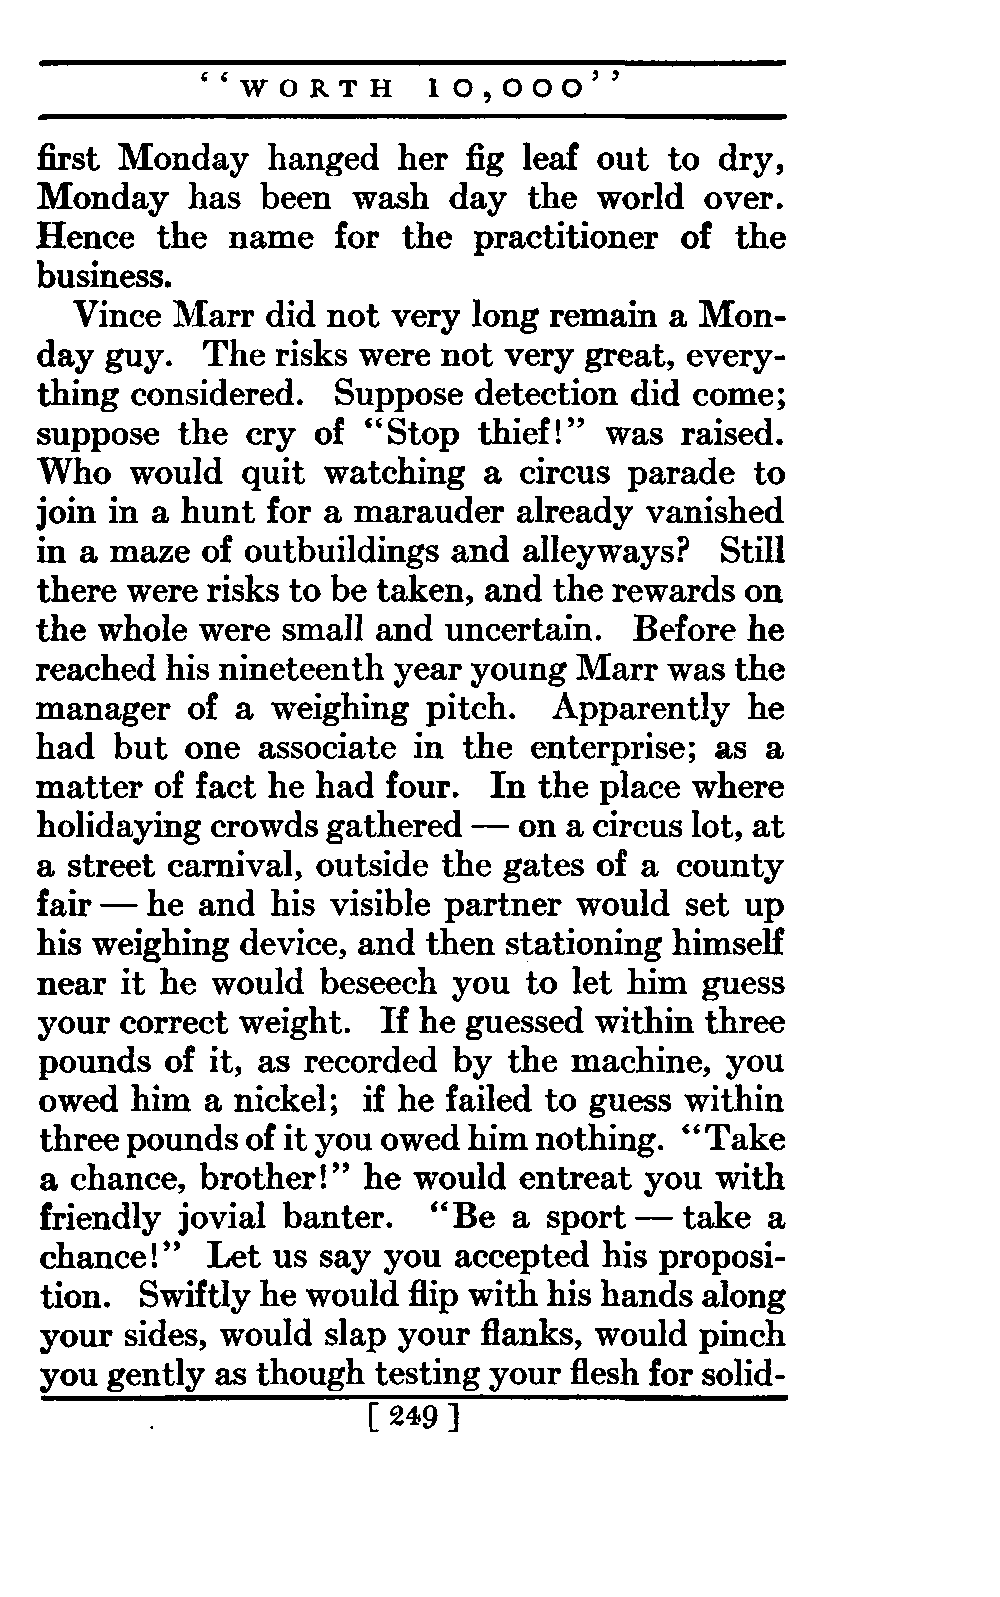 “WORTH 10,000”
first Monday hanged her fig leaf out to dry,
Monday has been wash day the world over.
Hence the name for the practitioner of the
business.
Vince Marr did not very long remain a Mon-
day guy. The risks were not very great, every-
thing considered. Suppose detection did come;
suppose the cry of “Stop thief!” was raised.
Who would quit watching a circus parade to
join in a hunt for a marauder already vanished
in a maze of outbuildings and alleyways? Still
there were risks to be taken, and the rewards on
the whole were small and uncertain. Before he
reached his nineteenth year young Marr was the
manager of a weighing pitch. Apparently he
had but one associate in the enterprise; as a
matter of fact he had four. In the place where
holidaying crowds gathered — on a circus lot, at
a street carnival, outside the gates of a county
fair — he and his visible partner would set up
his weighing device, and then stationing himself
near it he would beseech you to let him guess
your correct weight. If he guessed within three
pounds of it, as recorded by the machine, you
owed him a nickel; if he failed to guess within
three pounds of it you owed him nothing. “Take
a chance, brother!” he would entreat you with
friendly jovial banter. “Be a sport — take a
chance!” Let us say you accepted his proposi-
tion. Swiftly he would flip with his hands along
your sides, would slap your flanks, would pinch
you gently as though testing your flesh for solid-
[ 249 ]